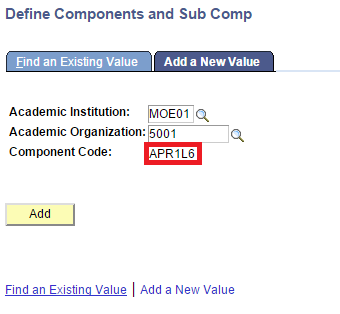 Define Components and Sub Comp
Find an Existing Value Add a New Value
Academic Institution: MOE01
Academic Organization: 5001
Component Code: APR1L6
Add
Find an Existing Value | Add a New Value